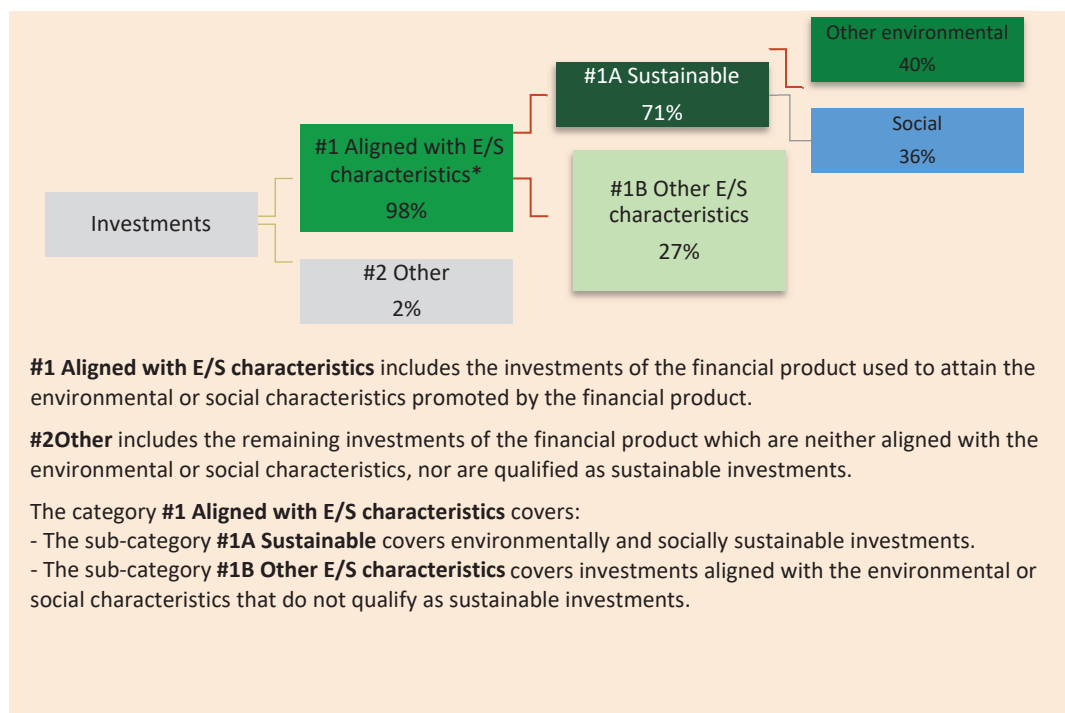 Other environmental
40%
#1A Sustainable
71%
Social
36%
#1 Aligned with E/S
characteristics*
98%
#1B Other E/S
characteristics
27%
Investments
#2 Other
2%
#1 Aligned with E/S characteristics includes the investments of the financial product used to attain the
environmental or social characteristics promoted by the financial product.
#2Other includes the remaining investments of the financial product which are neither aligned with the
environmental or social characteristics, nor are qualified as sustainable investments.
The category #1 Aligned with E/S characteristics covers:
- The sub-category #1A Sustainable covers environmentally and socially sustainable investments.
- The sub-category #1B Other E/S characteristics covers investments aligned with the environmental or
social characteristics that do not qualify as sustainable investments.